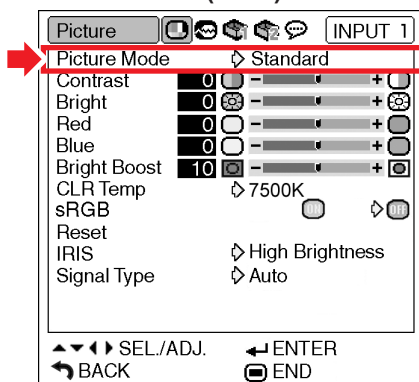 Picture INPUT 1
Picture Mode Standard
Contrast 0 - +
Bright 0 - +
Red 0 - +
Blue 0 - +
Bright Boost 10 - +
CLR Temp 7500K
sRGB ON OFF
Reset
IRIS High Brightness
Signal Type Auto
SEL./ADJ. ENTER
BACK END